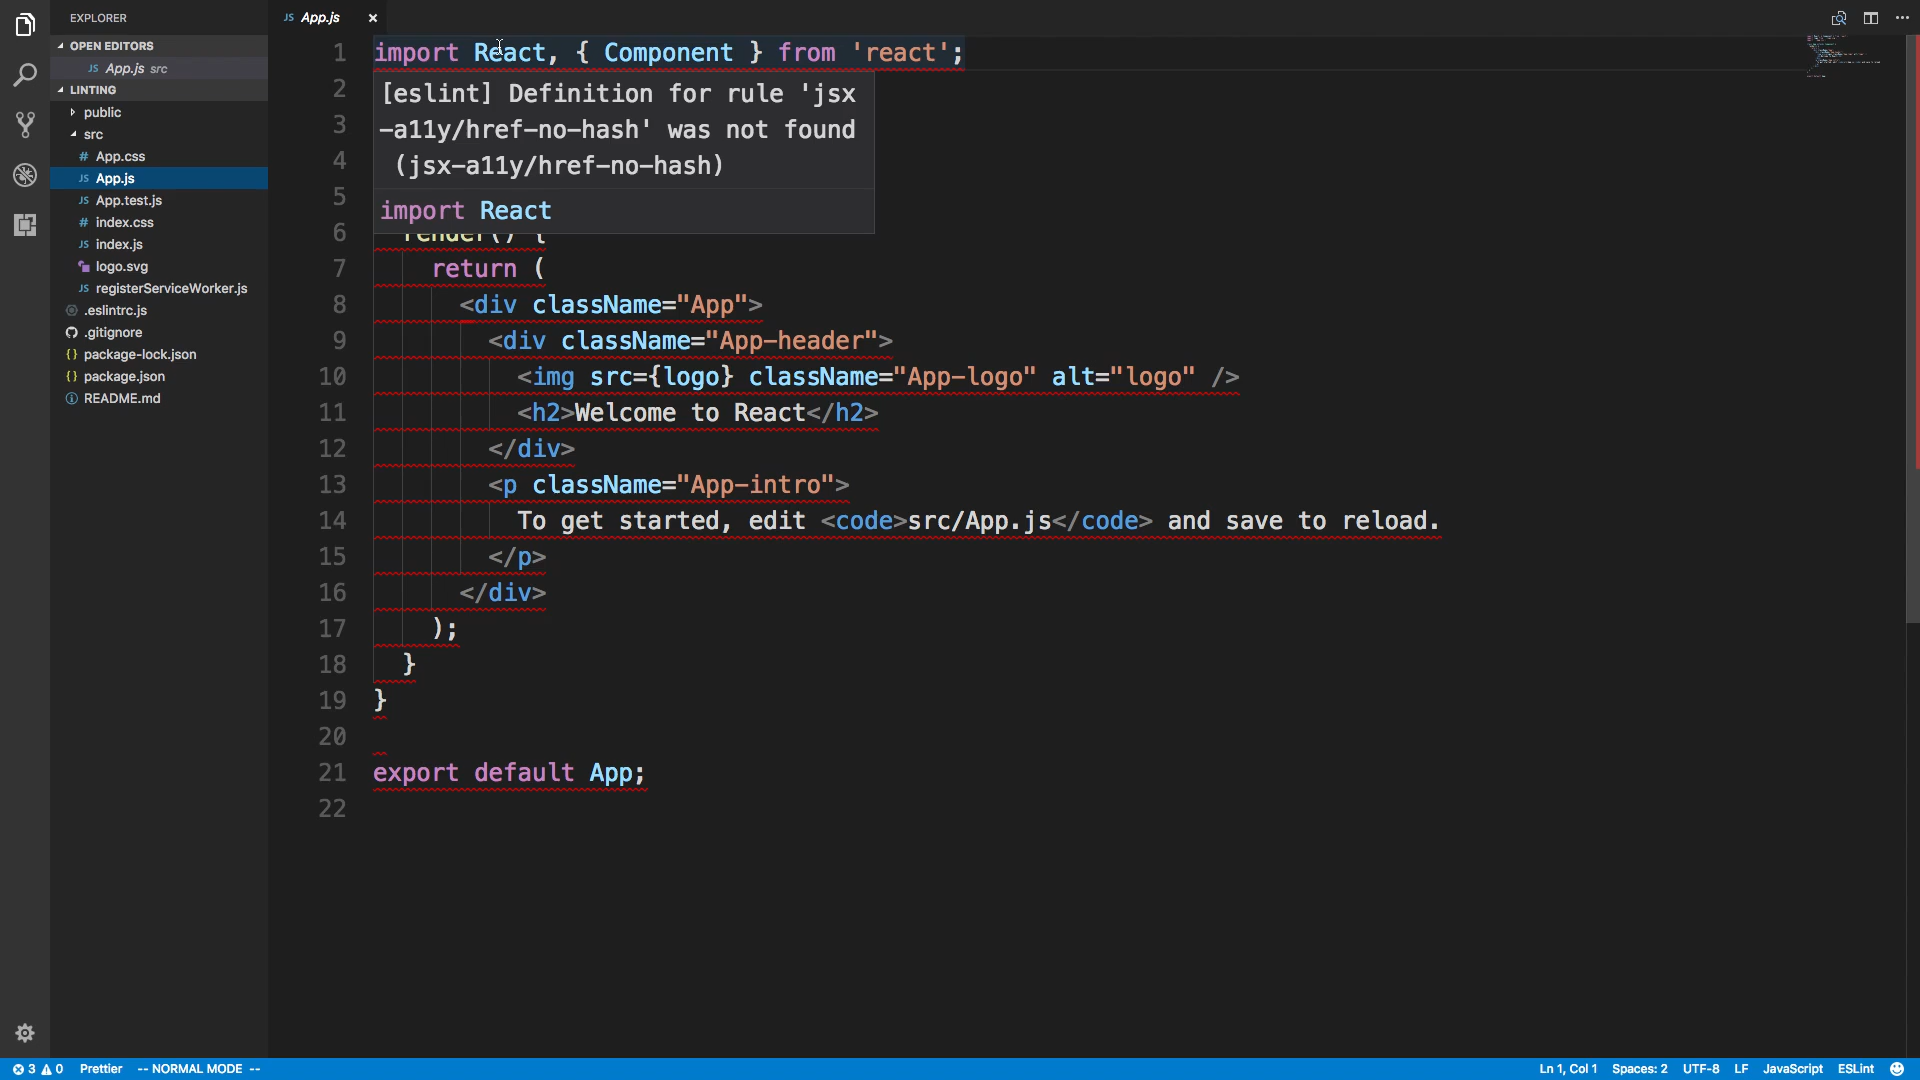 EXPLORER
OPEN EDITORS
JS App.js src
LINTING
public
src
# App.css
JS App.js
JS App.test.js
# index.css
JS index.js
logo.svg
JS registerServiceWorker.js
.eslintrc.js
.gitignore
{} package-lock.json
{} package.json
README.md
JS App.js ×
1 import React, { Component } from 'react';
2
[eslint] Definition for rule 'jsx
3
-a11y/href-no-hash' was not found
4
(jsx-a11y/href-no-hash)
5
import React
6 render() {
7 return (
8 <div className="App">
9 <div className="App-header">
10 <img src={logo} className="App-logo" alt="logo" />
11 <h2>Welcome to React</h2>
12 </div>
13 <p className="App-intro">
14 To get started, edit <code>src/App.js</code> and save to reload.
15 </p>
16 </div>
17 );
18 }
19 }
20
21 export default App;
22
3 0 Prettier -- NORMAL MODE -- Ln 1, Col 1 Spaces: 2 UTF-8 LF JavaScript ESLint